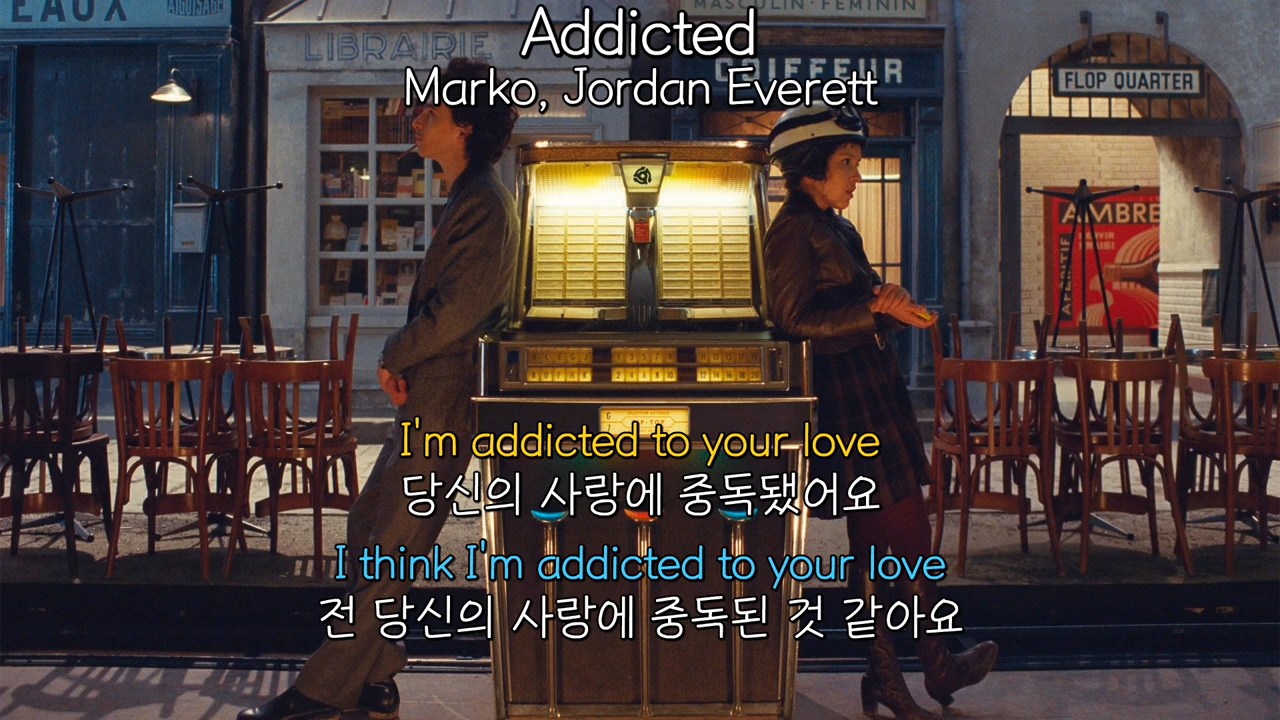 EAUX
AIGUISAGE
LIBRAIRIE
MASCULIN · FEMININ
COIFFEUR
Addicted
Marko, Jordan Everett
FLOP QUARTER
AMBRE
I'm addicted to your love
당신의 사랑에 중독됐어요
I think I'm addicted to your love
전 당신의 사랑에 중독된 것 같아요